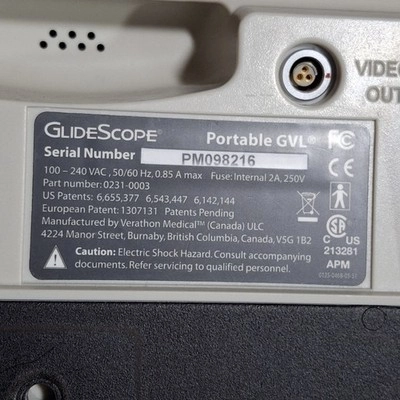 VIDEO
OUT
GLIDESCOPE® Portable GVL®
Serial Number PM098216
100 – 240 VAC , 50/60 Hz, 0.85 A max Fuse: Internal 2A, 250V
Part number: 0231-0003
US Patents: 6,655,377 6,543,447 6,142,144
European Patent: 1307131 Patents Pending
Manufactured by Verathon Medical™ (Canada) ULC
4224 Manor Street, Burnaby, British Columbia, Canada, V5G 1B2
Caution: Electric Shock Hazard. Consult accompanying
documents. Refer servicing to qualified personnel.
FC
SA
C US
213281
APM